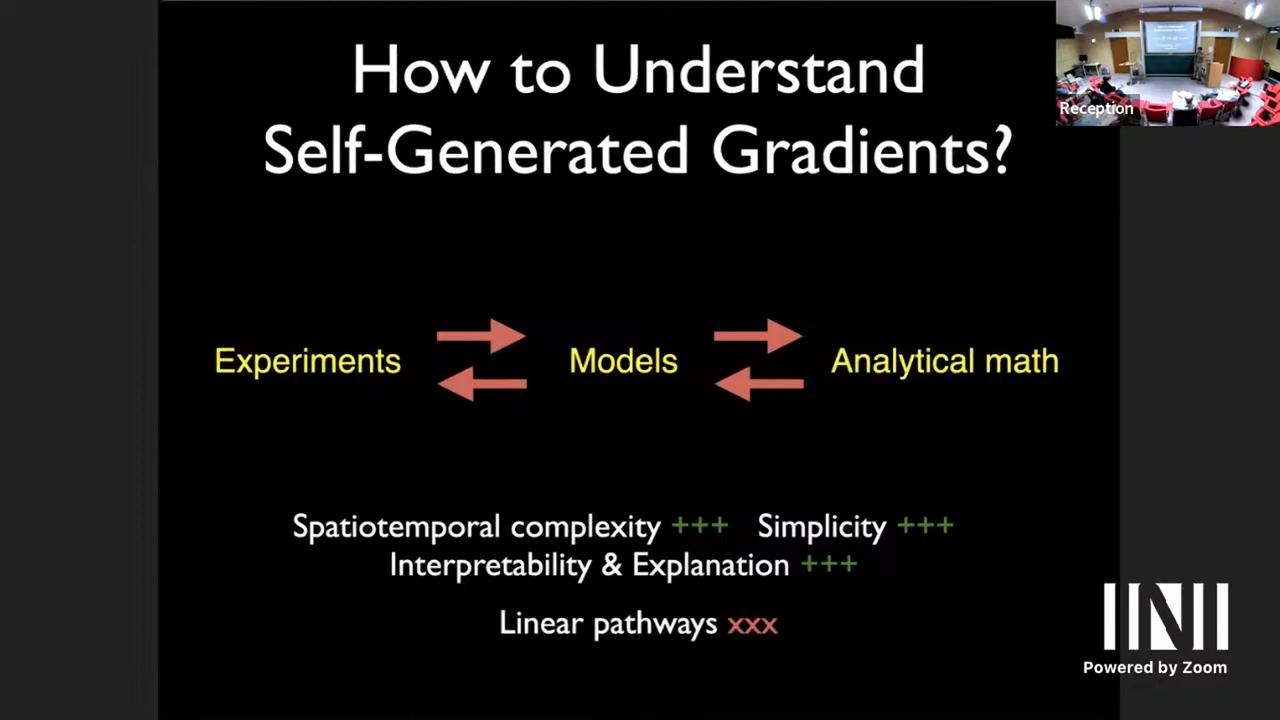 How to Understand
Self-Generated Gradients?
Reception
Experiments
Models
Analytical math
Spatiotemporal complexity +++ Simplicity +++
Interpretability & Explanation +++
Linear pathways xxx
INI
Powered by Zoom